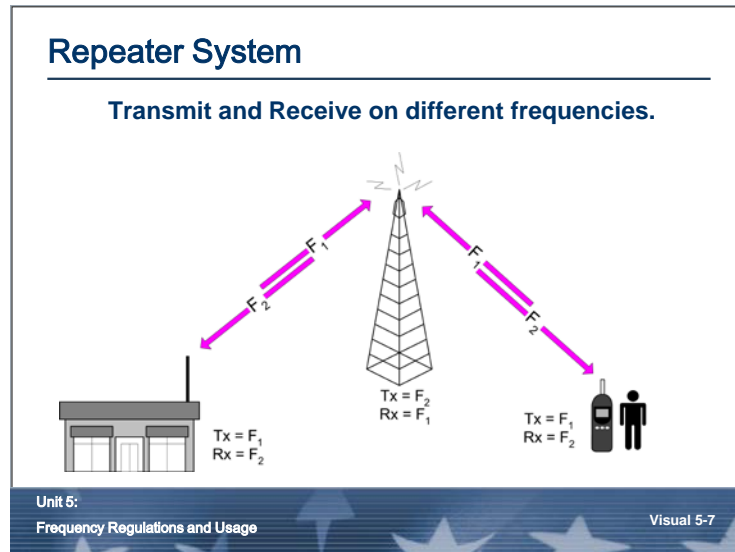 Repeater System
Transmit and Receive on different frequencies.
F₁
F₂
F₁
F₂
Tx = F₂
Rx = F₁
Tx = F₁
Rx = F₂
Tx = F₁
Rx = F₂
Unit 5:
Frequency Regulations and Usage
Visual 5-7